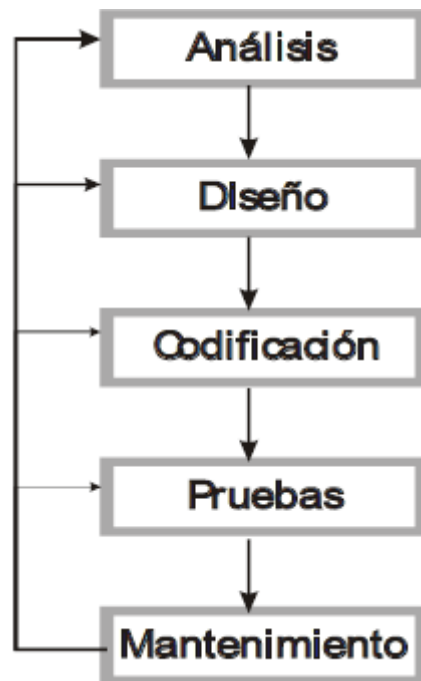 Análisis
DIseño
Codificación
Pruebas
Mantenimiento